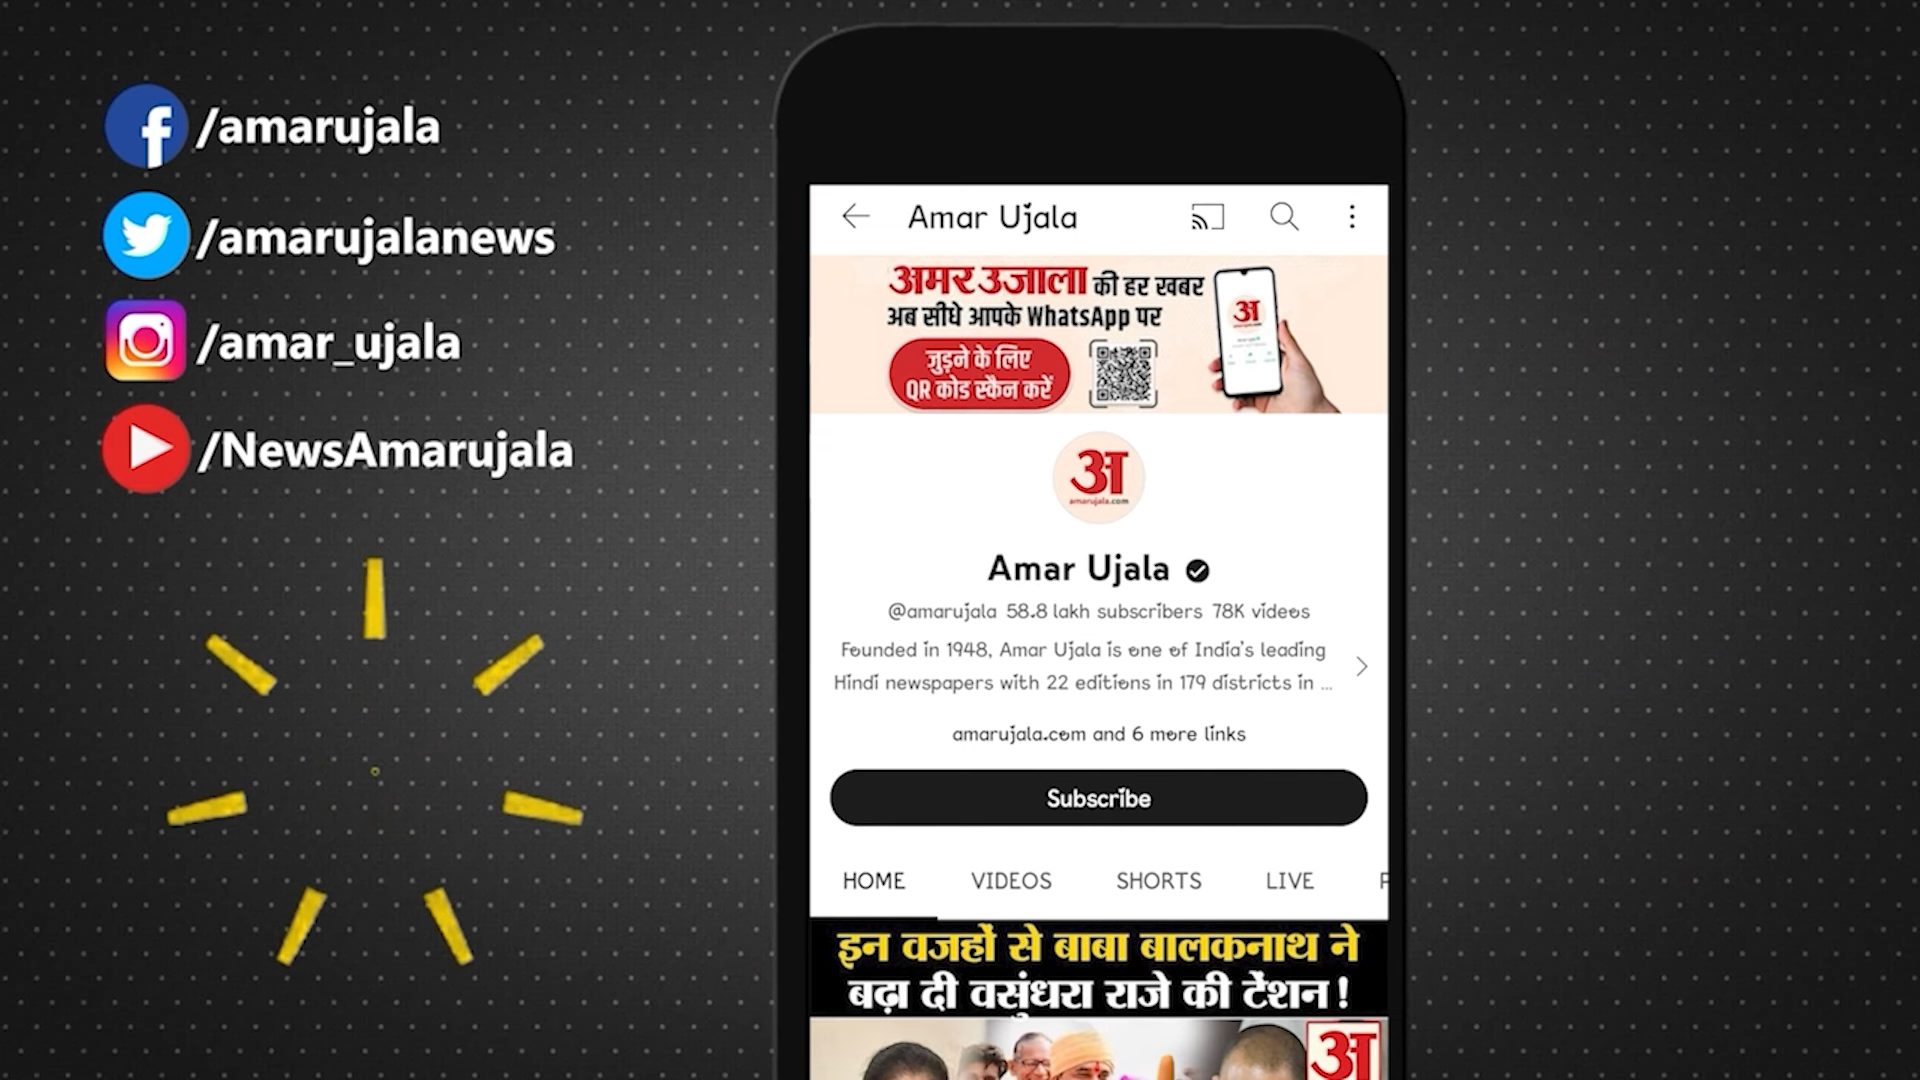 /amarujala
/amarujalanews
/amar_ujala
/NewsAmarujala
Amar Ujala
अमर उजाला की हर खबर
अब सीधे आपके WhatsApp पर
जुड़ने के लिए
QR कोड स्कैन करें
अ
अ
amarujala.com
Amar Ujala
@amarujala 58.8 lakh subscribers 78K videos
Founded in 1948, Amar Ujala is one of India's leading
Hindi newspapers with 22 editions in 179 districts in ...
amarujala.com and 6 more links
Subscribe
HOME VIDEOS SHORTS LIVE
इन वजहों से बाबा बालकनाथ ने
बढ़ा दी वसुंधरा राजे की टेंशन!
अ